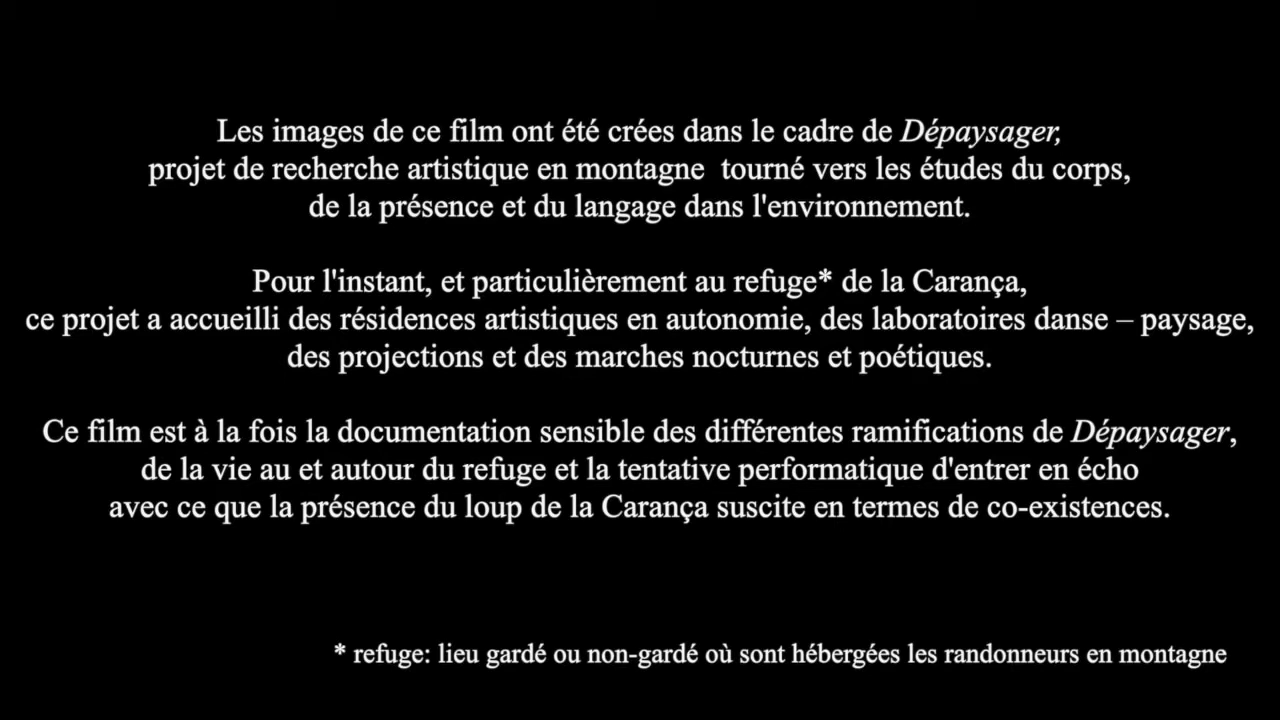 Les images de ce film ont été crées dans le cadre de Dépaysager,
projet de recherche artistique en montagne  tourné vers les études du corps,
de la présence et du langage dans l'environnement.
Pour l'instant, et particulièrement au refuge* de la Carança,
ce projet a accueilli des résidences artistiques en autonomie, des laboratoires danse – paysage,
des projections et des marches nocturnes et poétiques.
Ce film est à la fois la documentation sensible des différentes ramifications de Dépaysager,
de la vie au et autour du refuge et la tentative performatique d'entrer en écho
avec ce que la présence du loup de la Carança suscite en termes de co-existences.
* refuge: lieu gardé ou non-gardé où sont hébergées les randonneurs en montagne